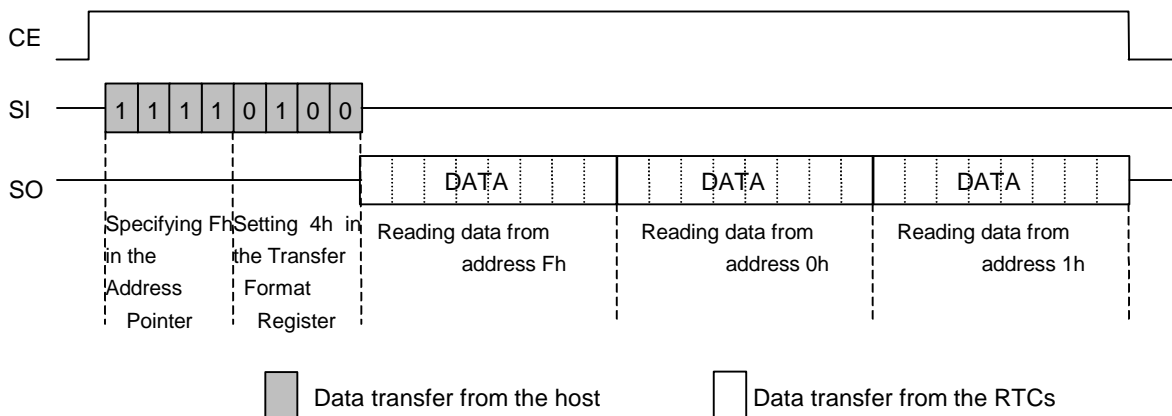 CE
SI
1 1 1 1 0 1 0 0
SO
DATA
DATA
DATA
Specifying Fh
in the
Address
Pointer
Setting 4h in
the Transfer
Format
Register
Reading data from
address Fh
Reading data from
address 0h
Reading data from
address 1h
Data transfer from the host
Data transfer from the RTCs